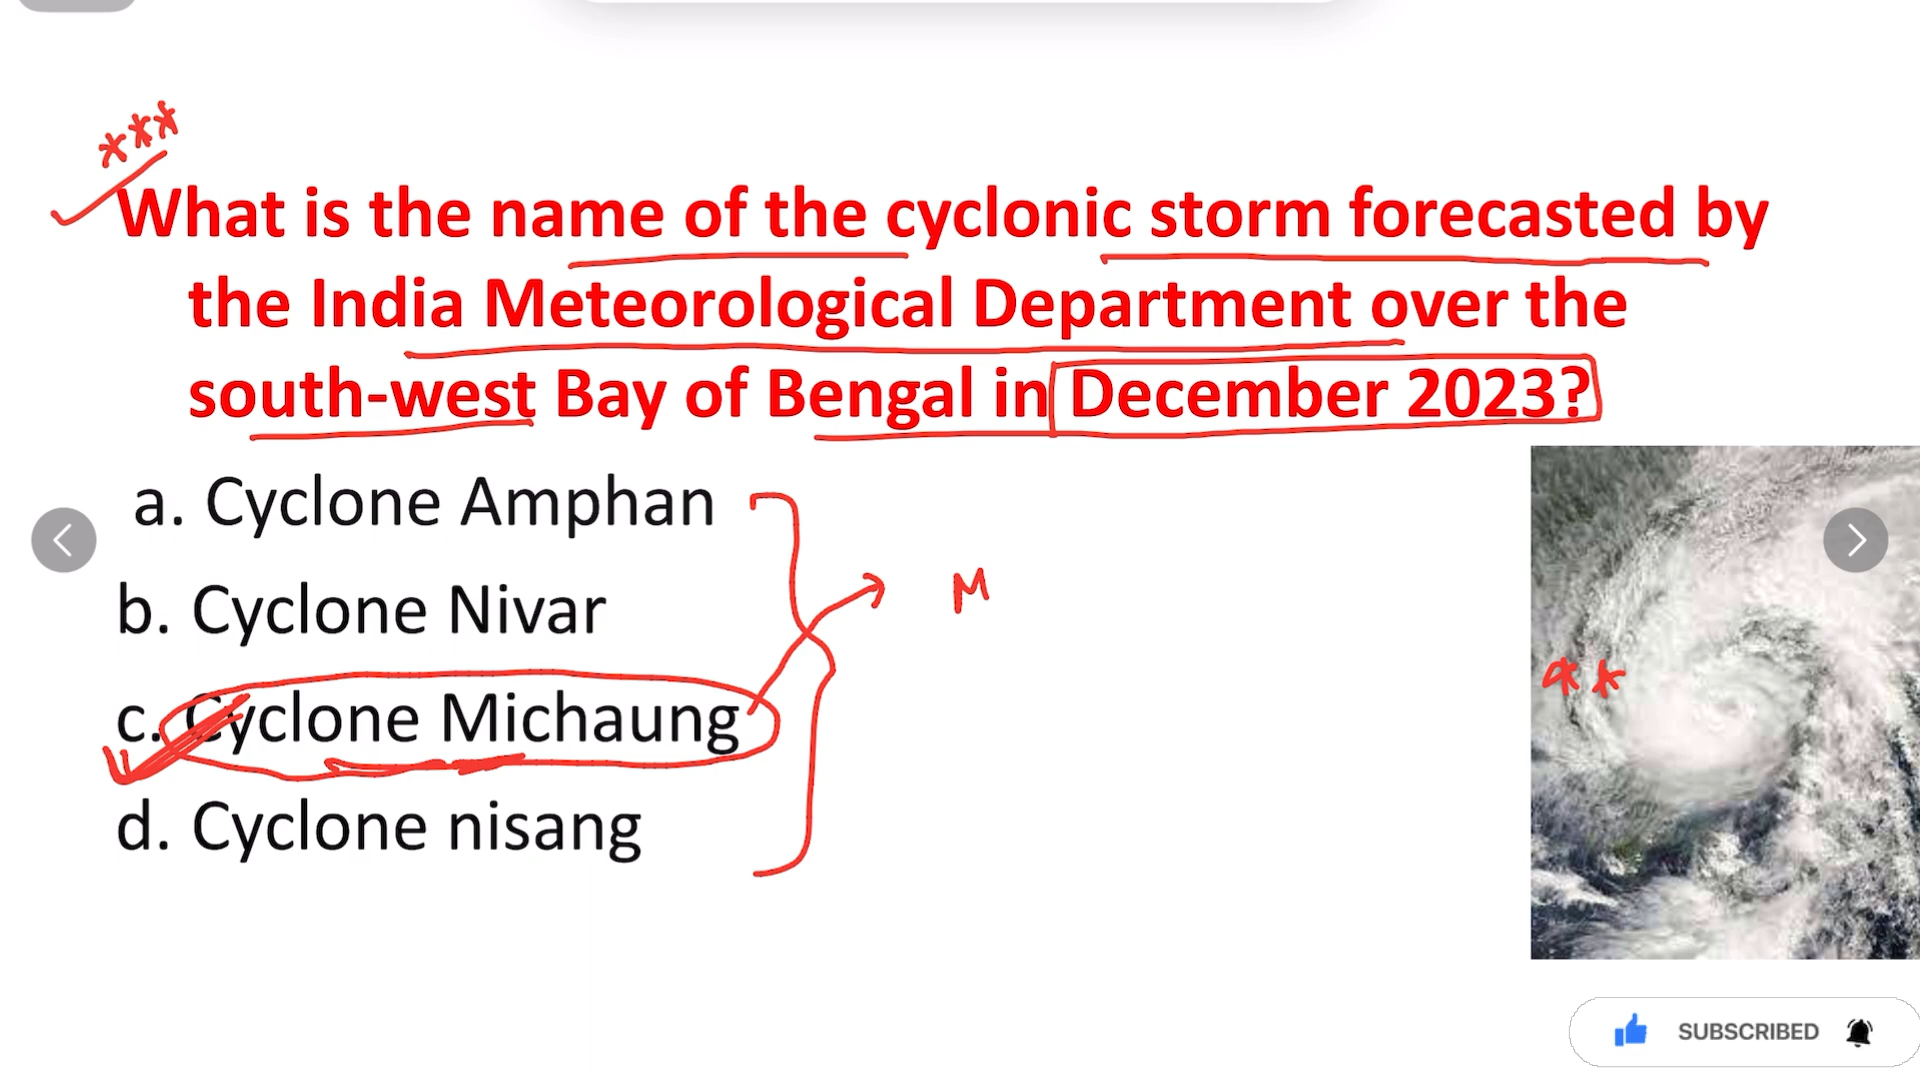 ***
What is the name of the cyclonic storm forecasted by
the India Meteorological Department over the
south-west Bay of Bengal in December 2023?
a. Cyclone Amphan
b. Cyclone Nivar
M
c. Cyclone Michaung
**
d. Cyclone nisang
SUBSCRIBED